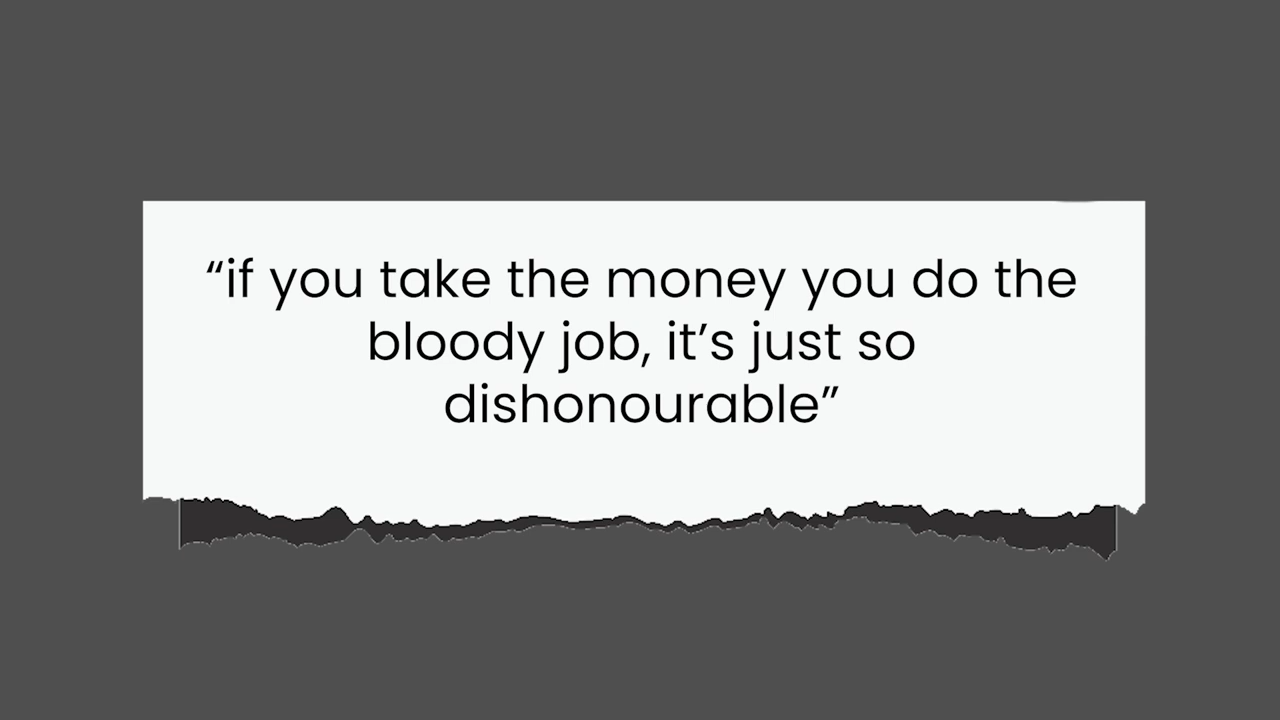 “if you take the money you do the
bloody job, it’s just so
dishonourable”